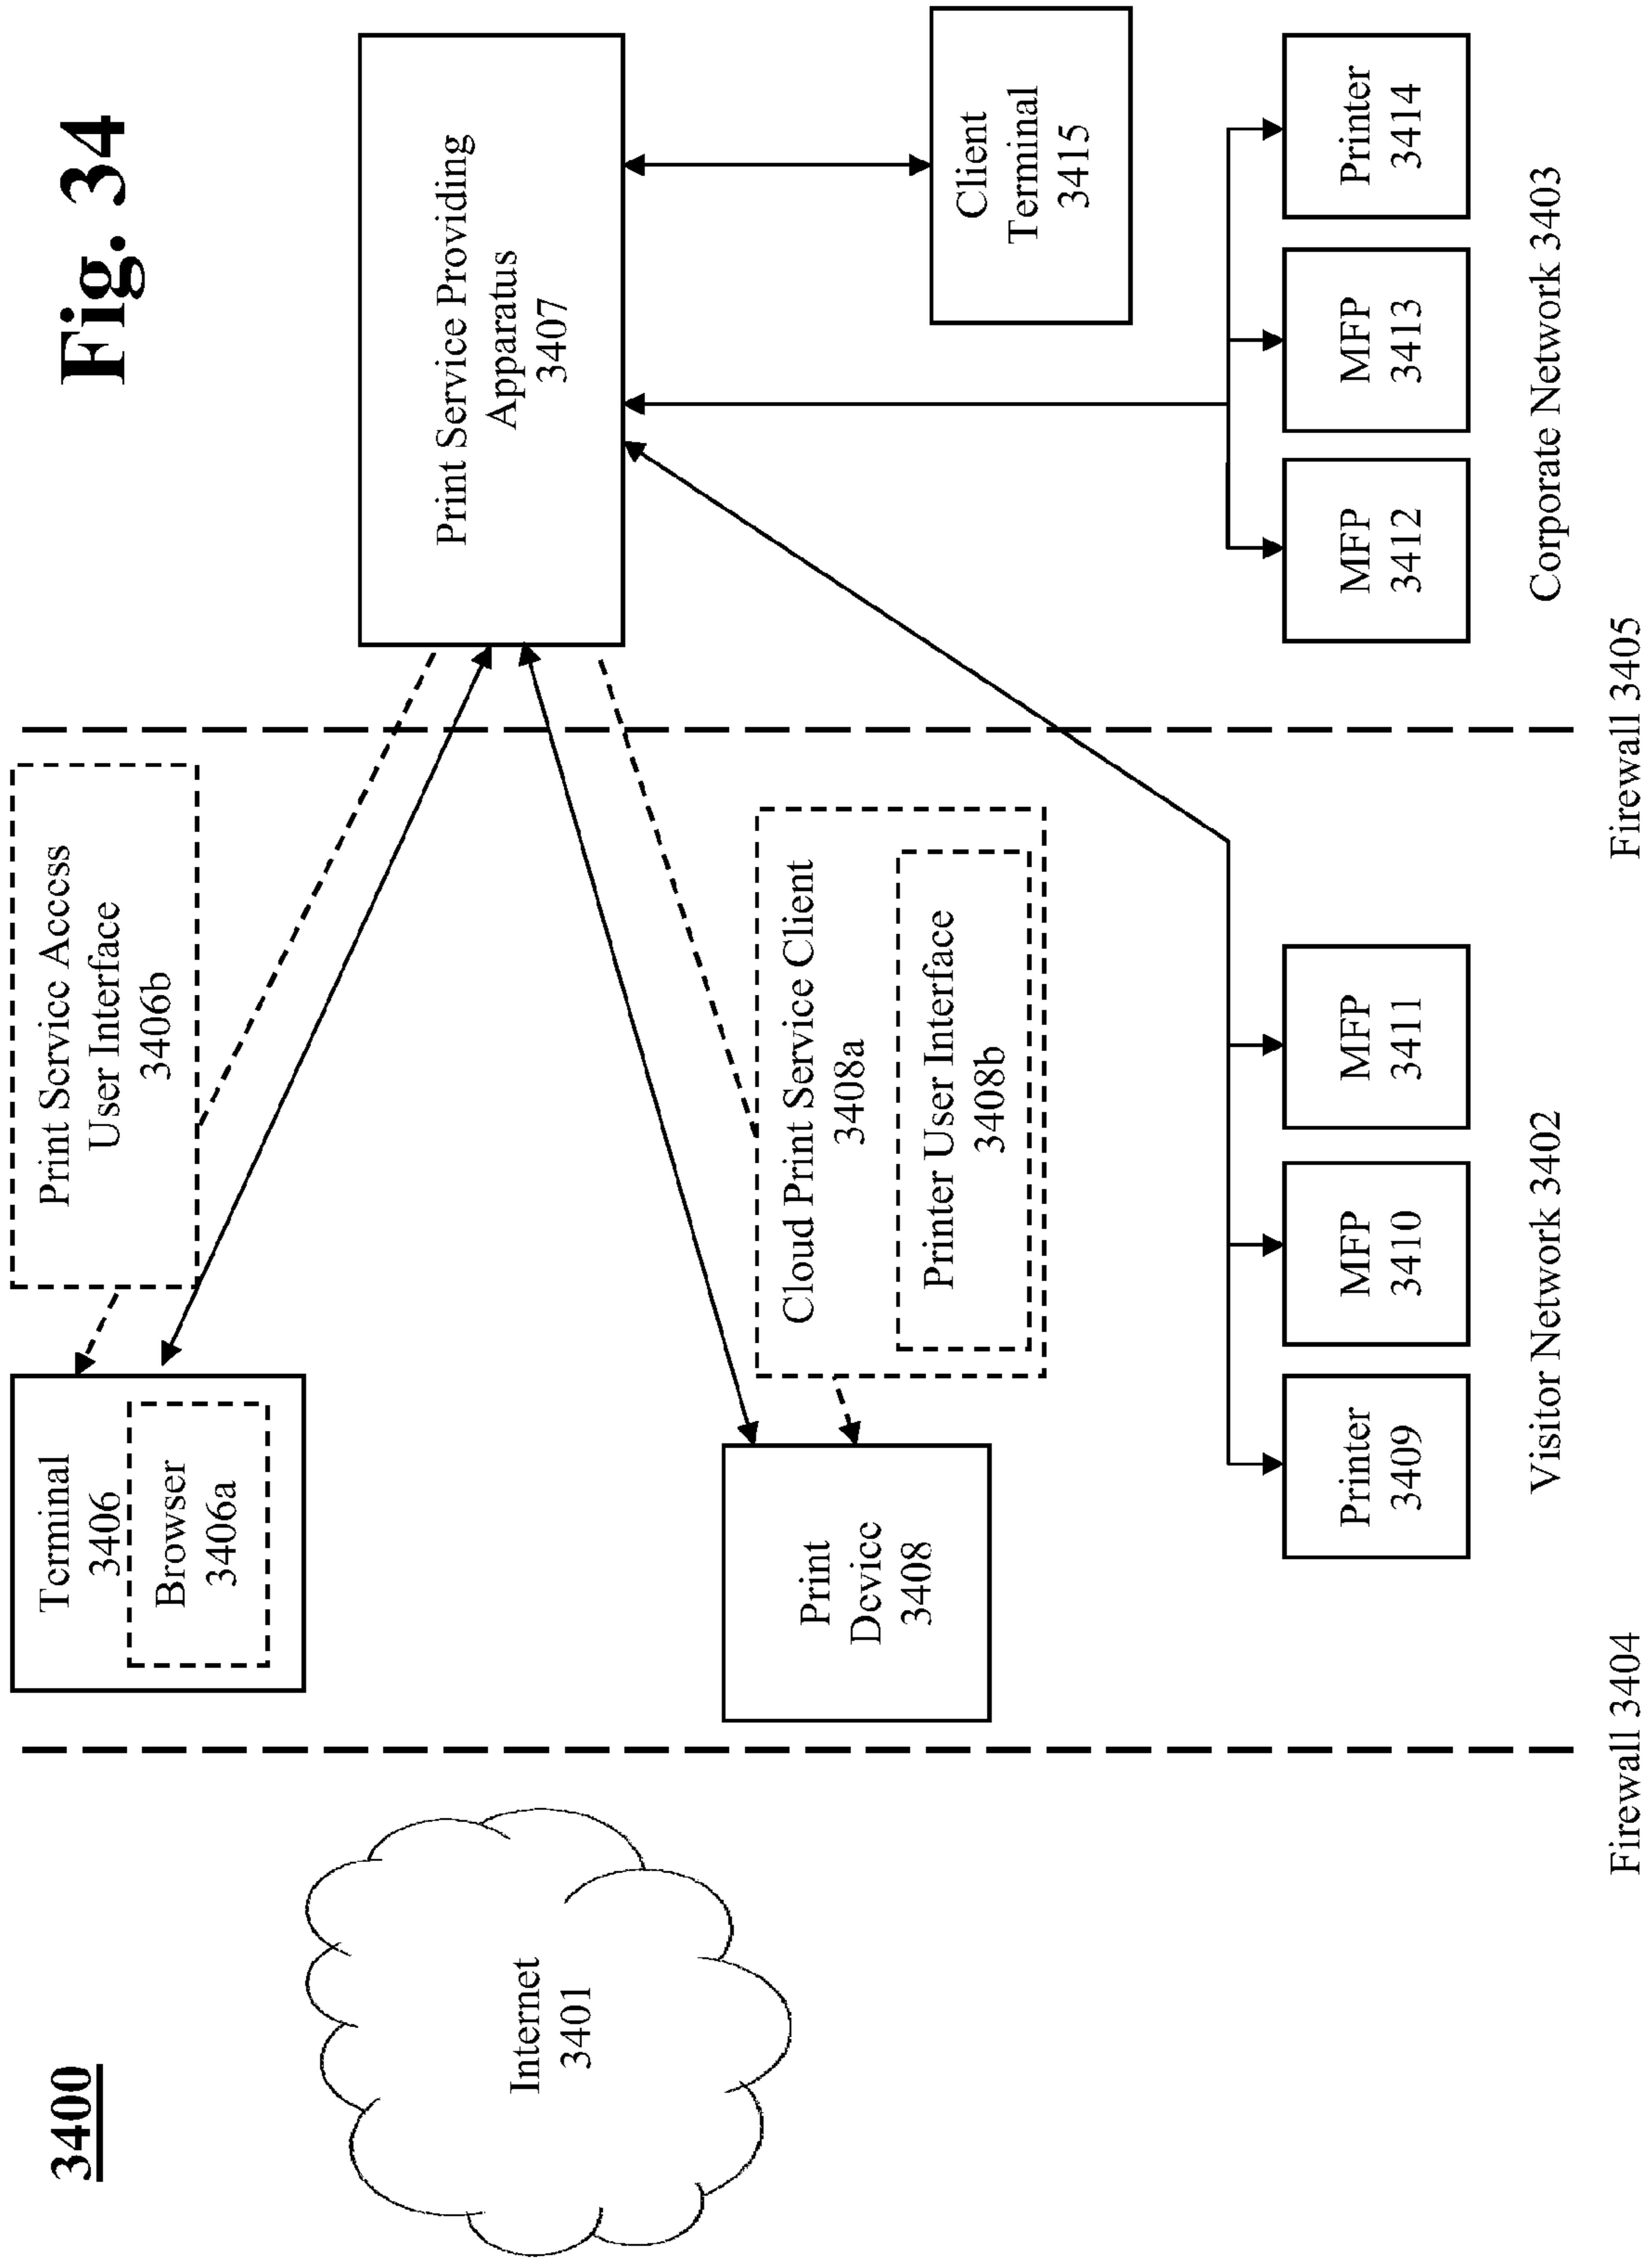 3400
Fig. 34
Terminal
3406
Browser
3406a
Print Service Access
User Interface
3406b
Print Service Providing
Apparatus
3407
Internet
3401
Print
Device
3408
Cloud Print Service Client
3408a
Printer User Interface
3408b
Client
Terminal
3415
Printer
3409
MFP
3410
MFP
3411
MFP
3412
MFP
3413
Printer
3414
Visitor Network 3402
Corporate Network 3403
Firewall 3404
Firewall 3405